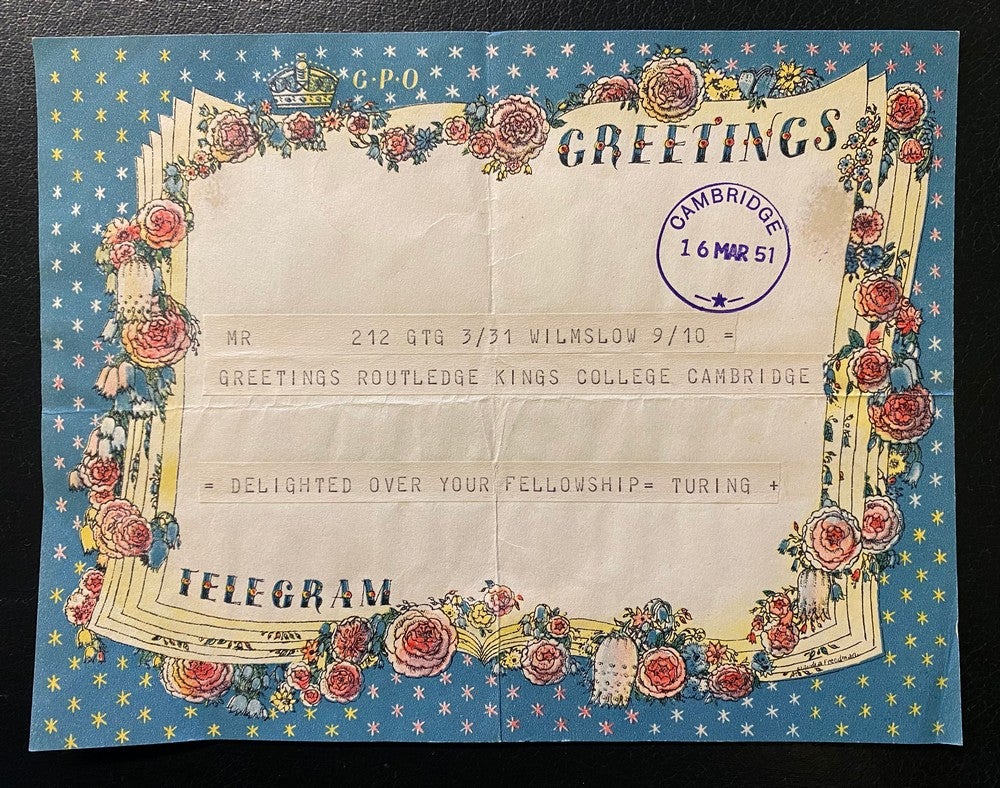 G·P·O
GREETINGS
CAMBRIDGE
16 MAR 51
MR 212 GTG 3/31 WILMSLOW 9/10 =
GREETINGS ROUTLEDGE KINGS COLLEGE CAMBRIDGE
= DELIGHTED OVER YOUR FELLOWSHIP= TURING +
TELEGRAM